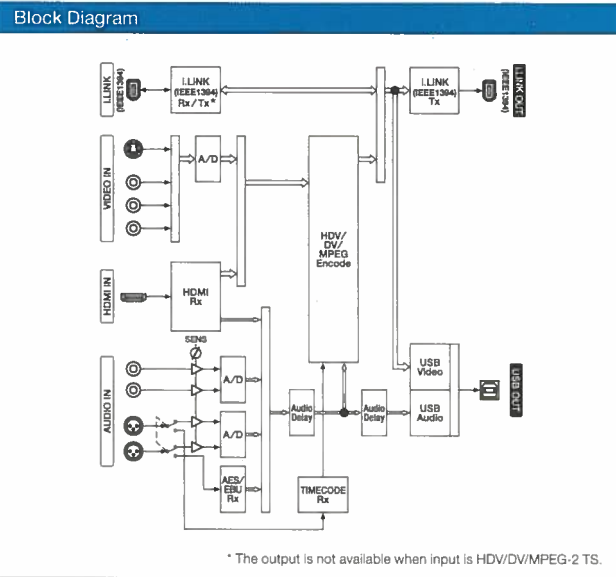 Block Diagram
i.LINK
(IEEE1394)
i.LINK
(IEEE1394)
Rx/Tx*
i.LINK
(IEEE1394)
Tx
i.LINK OUT
(IEEE1394)
VIDEO IN
A/D
HDV/
DV/
MPEG
Encode
HDMI IN
HDMI
Rx
SENS
AUDIO IN
A/D
A/D
AES/
EBU
Rx
Audio
Delay
Audio
Delay
USB
Video
USB
Audio
USB OUT
TIMECODE
Rx
* The output is not available when input is HDV/DV/MPEG-2 TS.